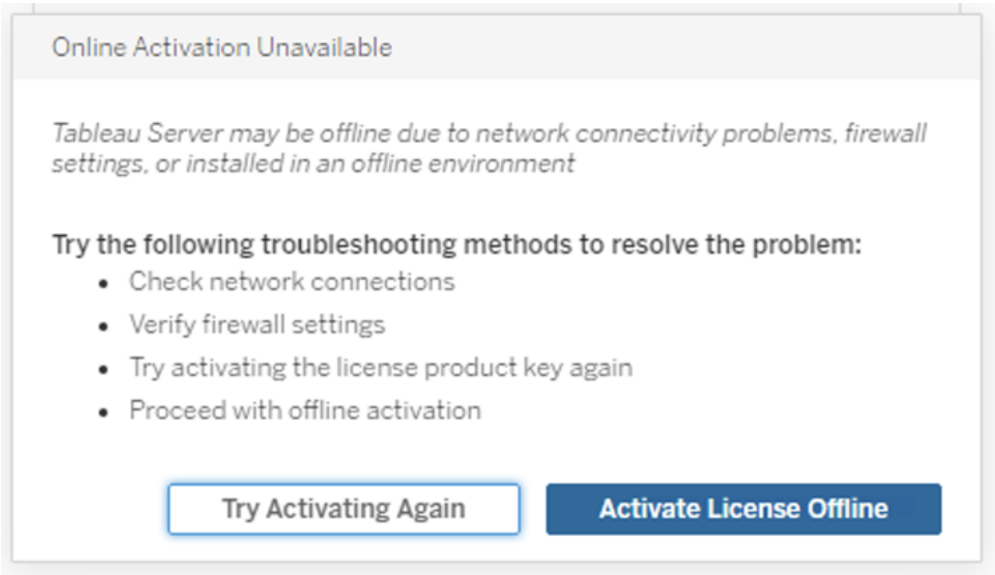 Online Activation Unavailable
Tableau Server may be offline due to network connectivity problems, firewall
settings, or installed in an offline environment
Try the following troubleshooting methods to resolve the problem:
• Check network connections
• Verify firewall settings
• Try activating the license product key again
• Proceed with offline activation
Try Activating Again
Activate License Offline